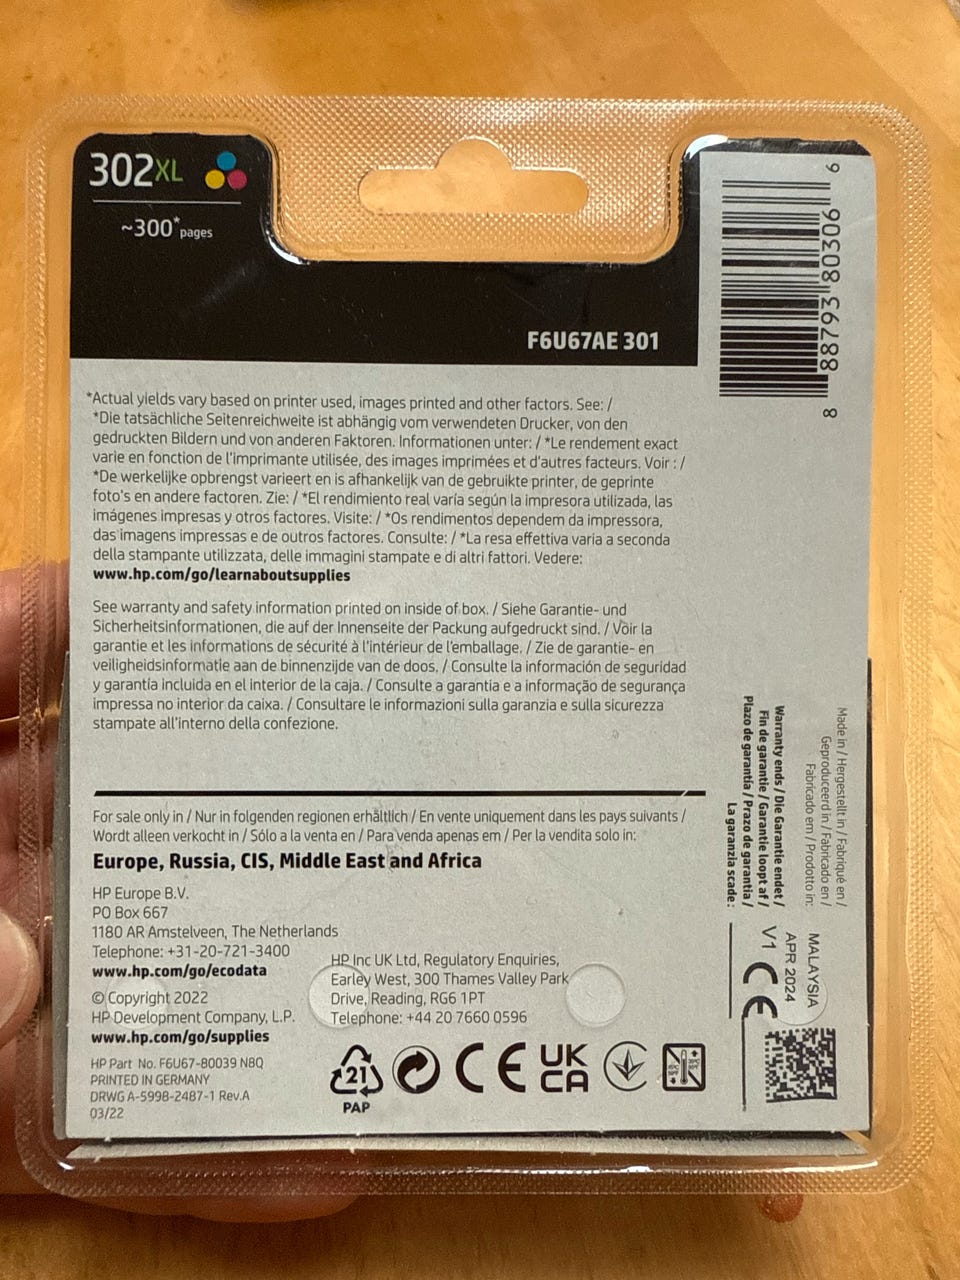 302XL
~300* pages
F6U67AE 301
8 88793 80306 9
*Actual yields vary based on printer used, images printed and other factors. See: /
*Die tatsächliche Seitenreichweite ist abhängig vom verwendeten Drucker, von den
gedruckten Bildern und von anderen Faktoren. Informationen unter: / *Le rendement exact
varie en fonction de l'imprimante utilisée, des images imprimées et d'autres facteurs. Voir : /
*De werkelijke opbrengst varieert en is afhankelijk van de gebruikte printer, de geprinte
foto's en andere factoren. Zie: / *El rendimiento real varía según la impresora utilizada, las
imágenes impresas y otros factores. Visite: / *Os rendimentos dependem da impressora,
das imagens impressas e de outros factores. Consulte: / *La resa effettiva varia a seconda
della stampante utilizzata, delle immagini stampate e di altri fattori. Vedere:
www.hp.com/go/learnaboutsupplies
See warranty and safety information printed on inside of box. / Siehe Garantie- und
Sicherheitsinformationen, die auf der Innenseite der Packung aufgedruckt sind. / Voir la
garantie et les informations de sécurité à l'intérieur de l'emballage. / Zie de garantie- en
veiligheidsinformatie aan de binnenzijde van de doos. / Consulte la información de seguridad
y garantía incluida en el interior de la caja. / Consulte a garantia e a informação de segurança
impressa no interior da caixa. / Consultare le informazioni sulla garanzia e sulla sicurezza
stampate all'interno della confezione.
For sale only in / Nur in folgenden regionen erhältlich / En vente uniquement dans les pays suivants /
Wordt alleen verkocht in / Sólo a la venta en / Para venda apenas em / Per la vendita solo in:
Europe, Russia, CIS, Middle East and Africa
HP Europe B.V.
PO Box 667
1180 AR Amstelveen, The Netherlands
Telephone: +31-20-721-3400
www.hp.com/go/ecodata
© Copyright 2022
HP Development Company, L.P.
www.hp.com/go/supplies
HP Part No. F6U67-80039 N8Q
PRINTED IN GERMANY
DRWG A-5998-2487-1 Rev.A
03/22
HP Inc UK Ltd, Regulatory Enquiries,
Earley West, 300 Thames Valley Park
Drive, Reading, RG6 1PT
Telephone: +44 20 7660 0596
21
PAP
CE
UK
CA
Made in / Hergestellt in / Fabriqué en /
Geproduceerd in / Fabricado en /
Fabricado em / Prodotto in:
MALAYSIA
Warranty ends / Die Garantie endet /
Fin de garantie / Garantie loopt af /
Plazo de garantía / Prazo de garantia /
La garanzia scade:
APR 2024
V1 CE